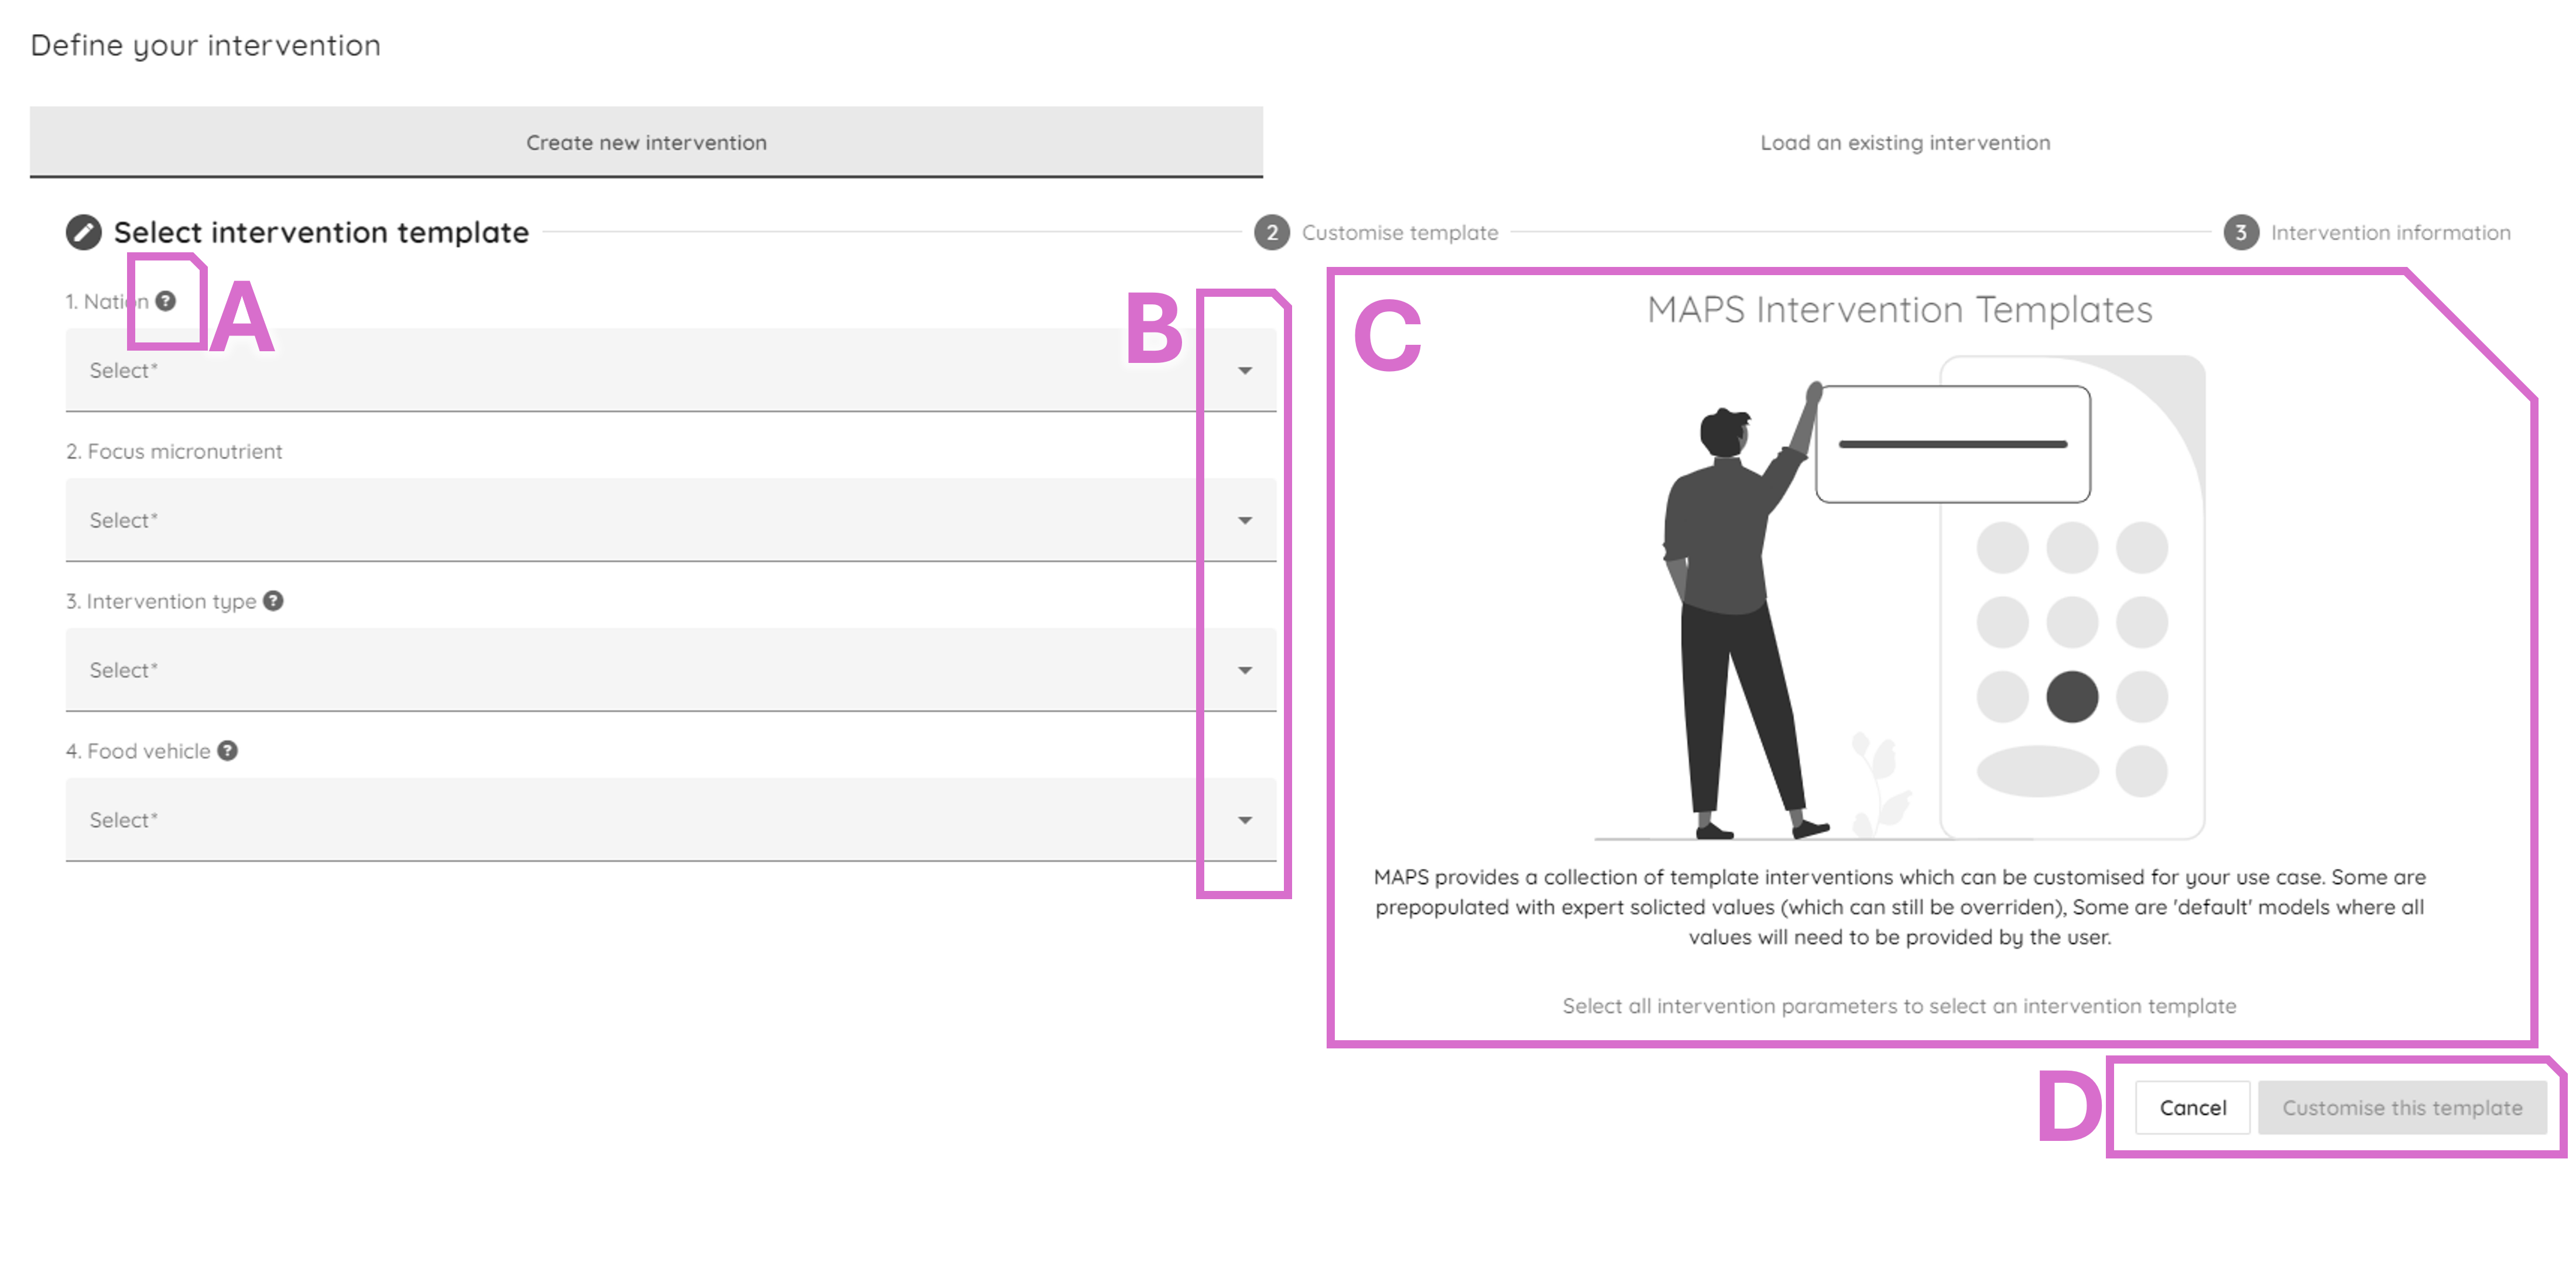 Define your intervention
Create new intervention
Load an existing intervention
Select intervention template
2 Customise template
3 Intervention information
1. Nation ?
A
Select*
2. Focus micronutrient
Select*
3. Intervention type ?
Select*
4. Food vehicle ?
Select*
B
C
MAPS Intervention Templates
MAPS provides a collection of template interventions which can be customised for your use case. Some are
prepopulated with expert solicted values (which can still be overriden), Some are 'default' models where all
values will need to be provided by the user.
Select all intervention parameters to select an intervention template
D
Cancel
Customise this template